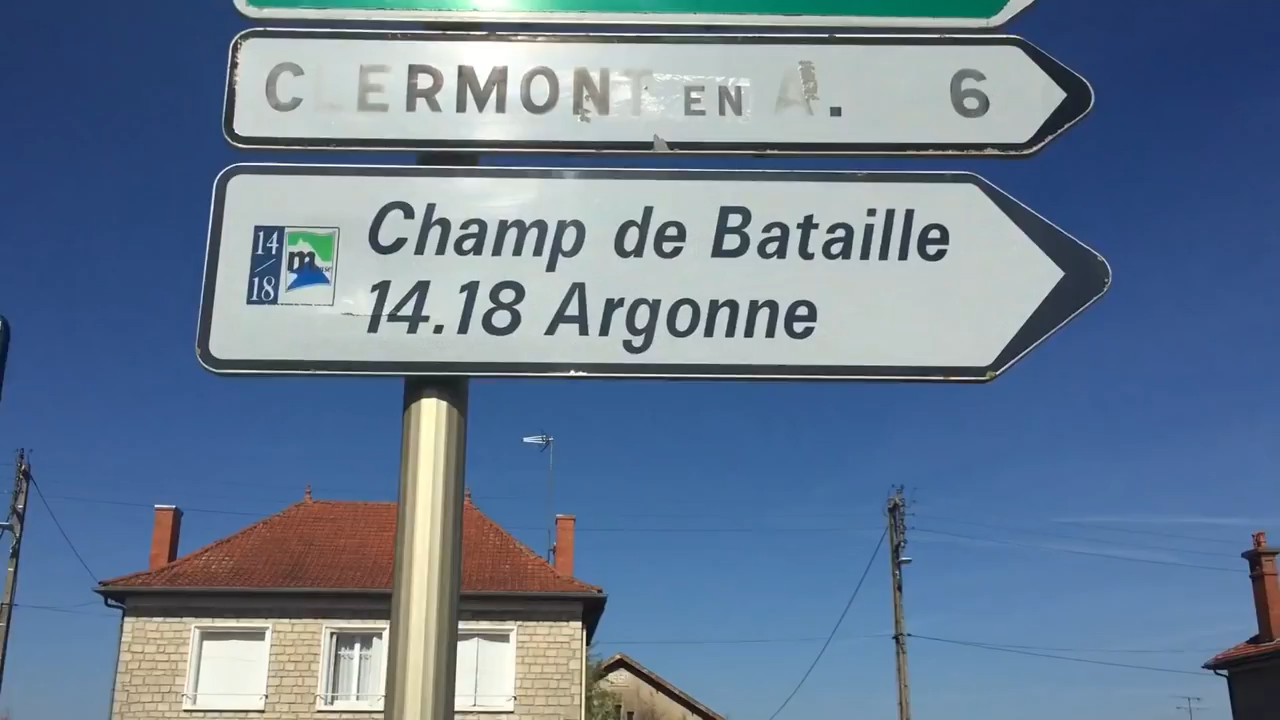 CLERMONT EN A. 6
Champ de Bataille
14.18 Argonne
14
18
m